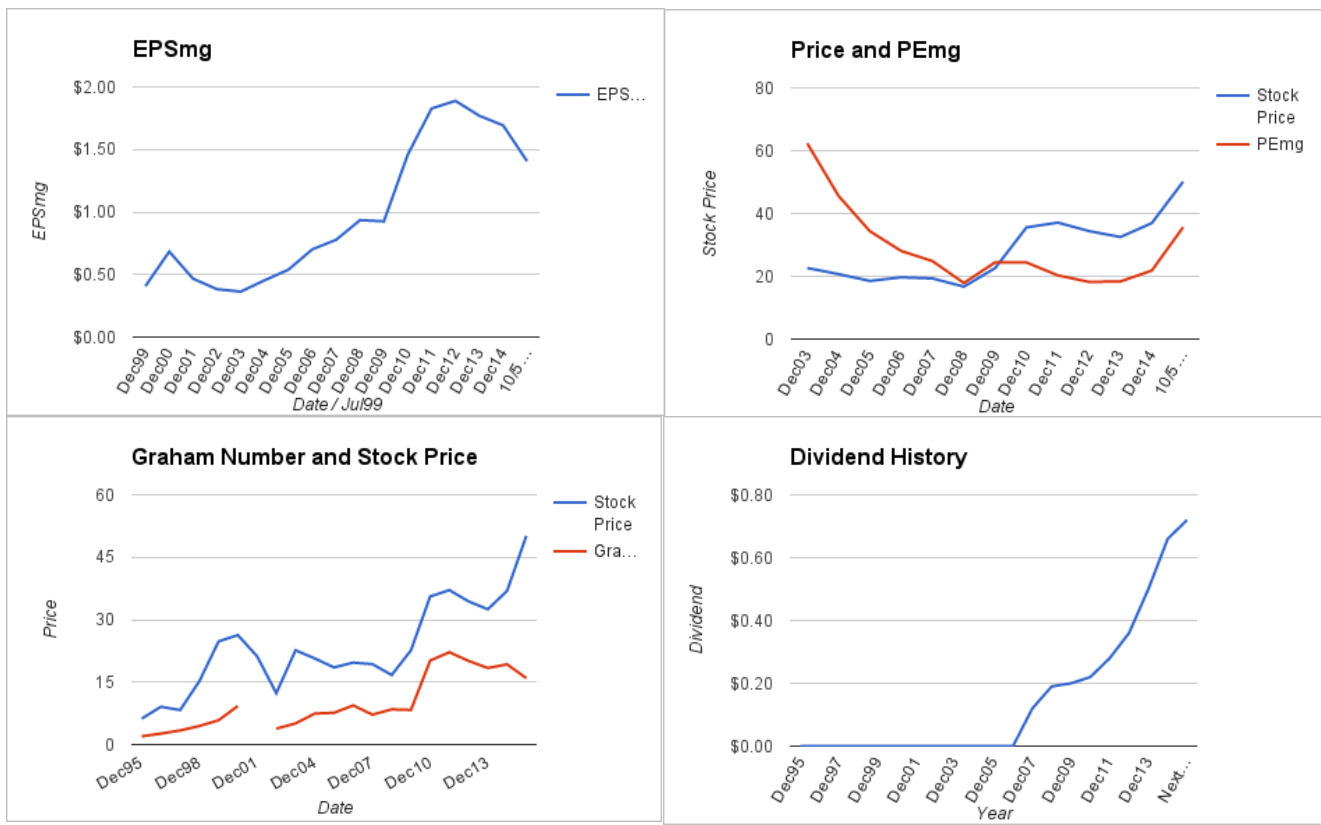 EPSmg
$2.00
$1.50
$1.00
$0.50
$0.00
EPSmg
EPS...
Dec99
Dec00
Dec01
Dec02
Dec03
Dec04
Dec05
Dec06
Dec07
Dec08
Dec09
Dec10
Dec11
Dec12
Dec13
Dec14
10/5 ...
Date / Jul99
Price and PEmg
80
60
40
20
0
Stock Price
Stock
Price
PEmg
Dec03
Dec04
Dec05
Dec06
Dec07
Dec08
Dec09
Dec10
Dec11
Dec12
Dec13
Dec14
10/5 ...
Date
Graham Number and Stock Price
60
45
30
15
0
Price
Stock
Price
Gra...
Dec95
Dec98
Dec01
Dec04
Dec07
Dec10
Dec13
Date
Dividend History
$0.80
$0.60
$0.40
$0.20
$0.00
Dividend
Dec95
Dec97
Dec99
Dec01
Dec03
Dec05
Dec07
Dec09
Dec11
Dec13
Next...
Year